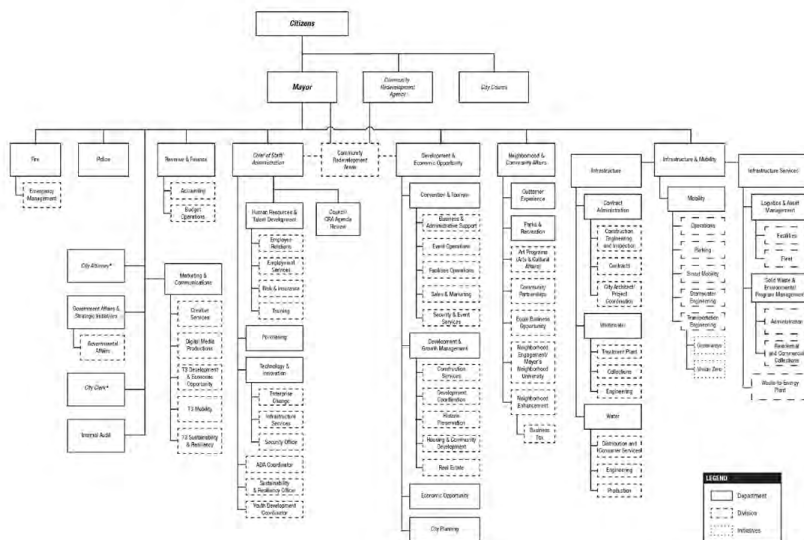 Citizens
Mayor
Community
Redevelopment
Agency
City Council
Fire
Emergency
Management
Police
Revenue & Finance
Accounting
Budget
Operations
Chief of Staff/
Administration
Community
Redevelopment
Areas
Development &
Economic Opportunity
Neighborhood &
Community Affairs
Infrastructure & Mobility
City Attorney*
Government Affairs &
Strategic Initiatives
Governmental
Affairs
City Clerk*
Internal Audit
Marketing &
Communications
Creative
Services
Digital Media
Productions
T3 Development
& Economic
Opportunity
T3 Mobility
T3 Sustainability
& Resiliency
Human Resources &
Talent Development
Employee
Relations
Employment
Services
Risk & Insurance
Training
Purchasing
Technology &
Innovation
Enterprise
Change
Infrastructure
Services
Security Office
ADA Coordinator
Sustainability
& Resiliency Officer
Youth Development
Coordinator
Council/
CRA Agenda
Review
Convention & Tourism
Business &
Administrative Support
Event Operations
Facilities Operations
Sales & Marketing
Security & Event
Services
Development &
Growth Management
Construction
Services
Development
Coordination
Historic
Preservation
Housing & Community
Development
Real Estate
Economic Opportunity
City Planning
Customer
Experience
Parks &
Recreation
Art Programs
(Arts & Cultural
Affairs)
Community
Partnerships
Equal Business
Opportunity
Neighborhood
Engagement/
Mayor's
Neighborhood
University
Neighborhood
Enhancement
Business
Tax
Infrastructure
Contract
Administration
Construction
Engineering
and Inspection
Contracts
City Architect/
Project
Coordination
Wastewater
Treatment Plant
Collections
Engineering
Water
Distribution and
Consumer Services
Engineering
Production
Mobility
Operations
Parking
Smart Mobility
Stormwater
Engineering
Transportation
Engineering
Greenways
Vision Zero
Infrastructure Services
Logistics & Asset
Management
Facilities
Fleet
Solid Waste &
Environmental
Program Management
Administration
Residential
and Commercial
Collections
Waste-to-Energy
Plant
LEGEND
Department
Division
Initiatives